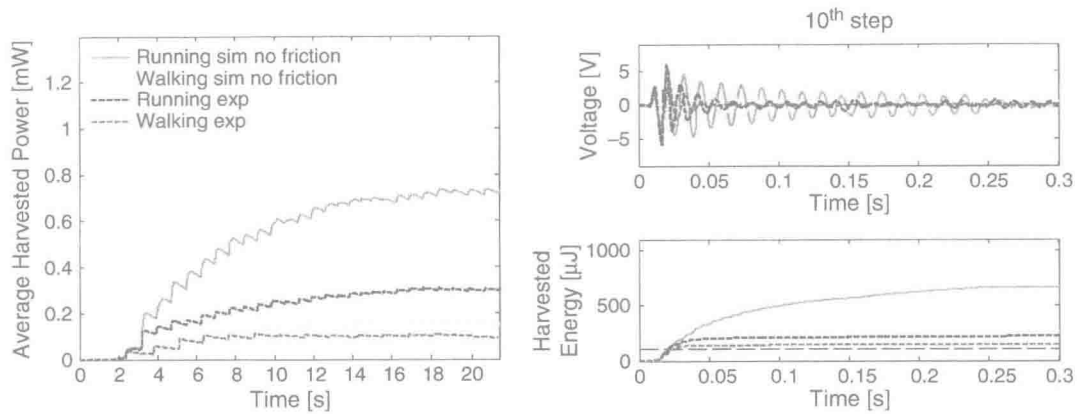 Average Harvested Power [mW]
1.2
1
0.8
0.6
0.4
0.2
0
Running sim no friction
Walking sim no friction
Running exp
Walking exp
0 2 4 6 8 10 12 14 16 18 20
Time [s]
10th step
Voltage [V]
5
0
−5
0 0.05 0.1 0.15 0.2 0.25 0.3
Time [s]
Harvested
Energy [µJ]
1000
500
0
0 0.05 0.1 0.15 0.2 0.25 0.3
Time [s]